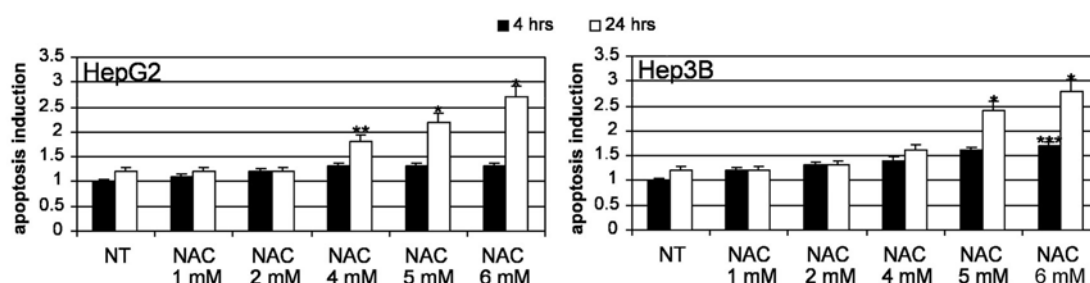 ■ 4 hrs □ 24 hrs
HepG2
apoptosis induction
3.5
3
2.5
2
1.5
1
0.5
0
** * *
NT NAC NAC NAC NAC NAC
1 mM 2 mM 4 mM 5 mM 6 mM
Hep3B
apoptosis induction
3.5
3
2.5
2
1.5
1
0.5
0
* *** *
NT NAC NAC NAC NAC NAC
1 mM 2 mM 4 mM 5 mM 6 mM